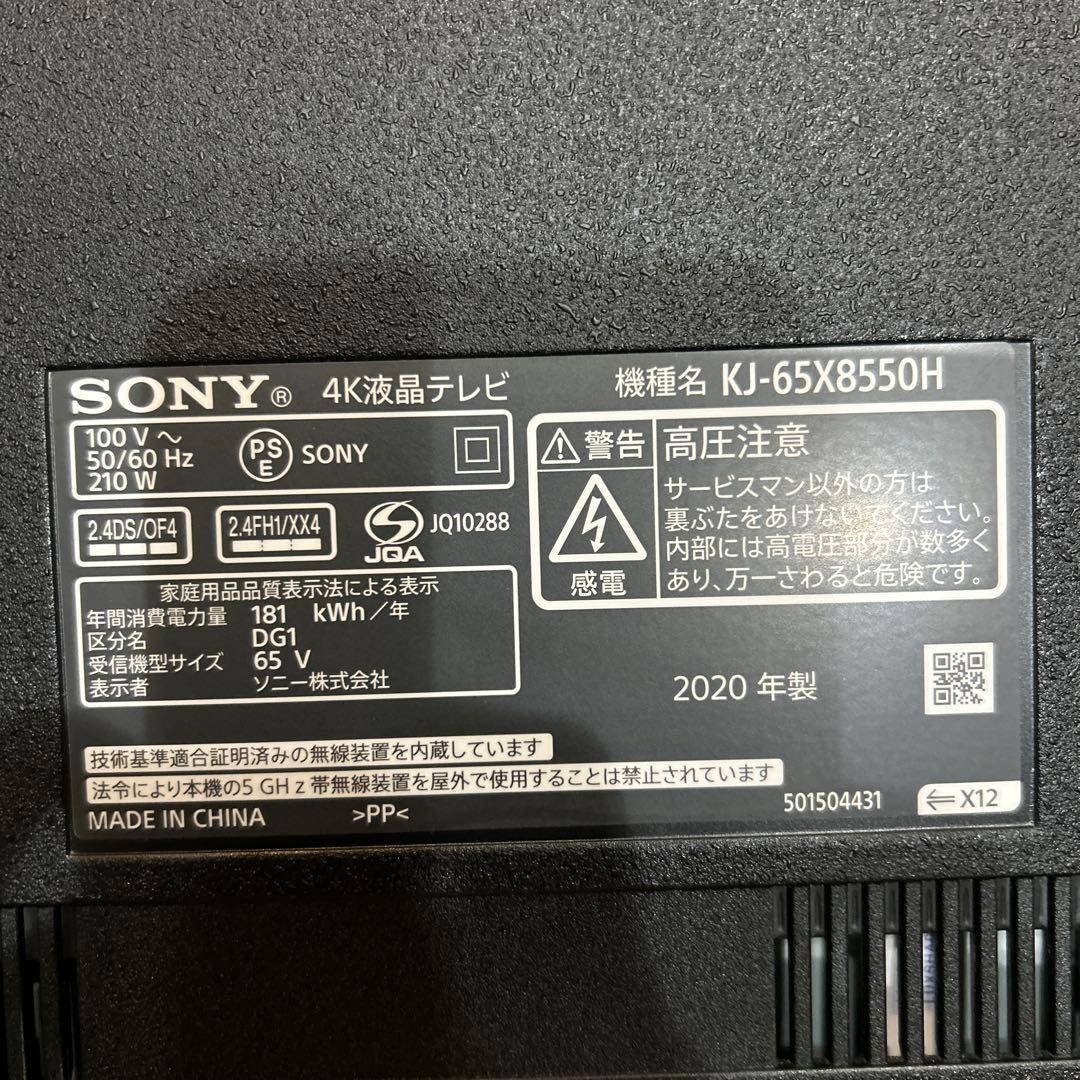 SONY® 4K液晶テレビ 機種名 KJ-65X8550H
100 V ～
50/60 Hz
210 W
PS
E
SONY
2.4DS/OF4
2.4FH1/XX4
JQA
JQ10288
家庭用品品質表示法による表示
年間消費電力量 181 kWh／年
区分名 DG1
受信機型サイズ 65 V
表示者 ソニー株式会社
警告
感電
高圧注意
サービスマン以外の方は
裏ぶたをあけないでください。
内部には高電圧部分が数多く
あり、万一さわると危険です。
2020 年製
技術基準適合証明済みの無線装置を内蔵しています
法令により本機の5 GHz帯無線装置を屋外で使用することは禁止されています
MADE IN CHINA >PP<
501504431
⇐ X12